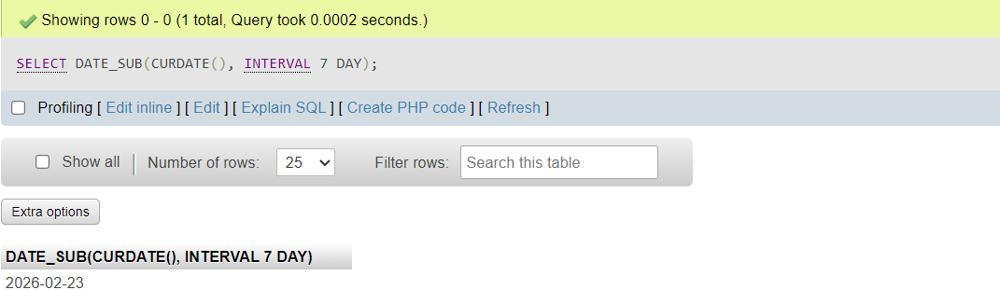 Showing rows 0 - 0 (1 total, Query took 0.0002 seconds.)
SELECT DATE_SUB(CURDATE(), INTERVAL 7 DAY);
Profiling [ Edit inline ] [ Edit ] [ Explain SQL ] [ Create PHP code ] [ Refresh ]
Show all Number of rows: 25 Filter rows: Search this table
Extra options
DATE_SUB(CURDATE(), INTERVAL 7 DAY)
2026-02-23